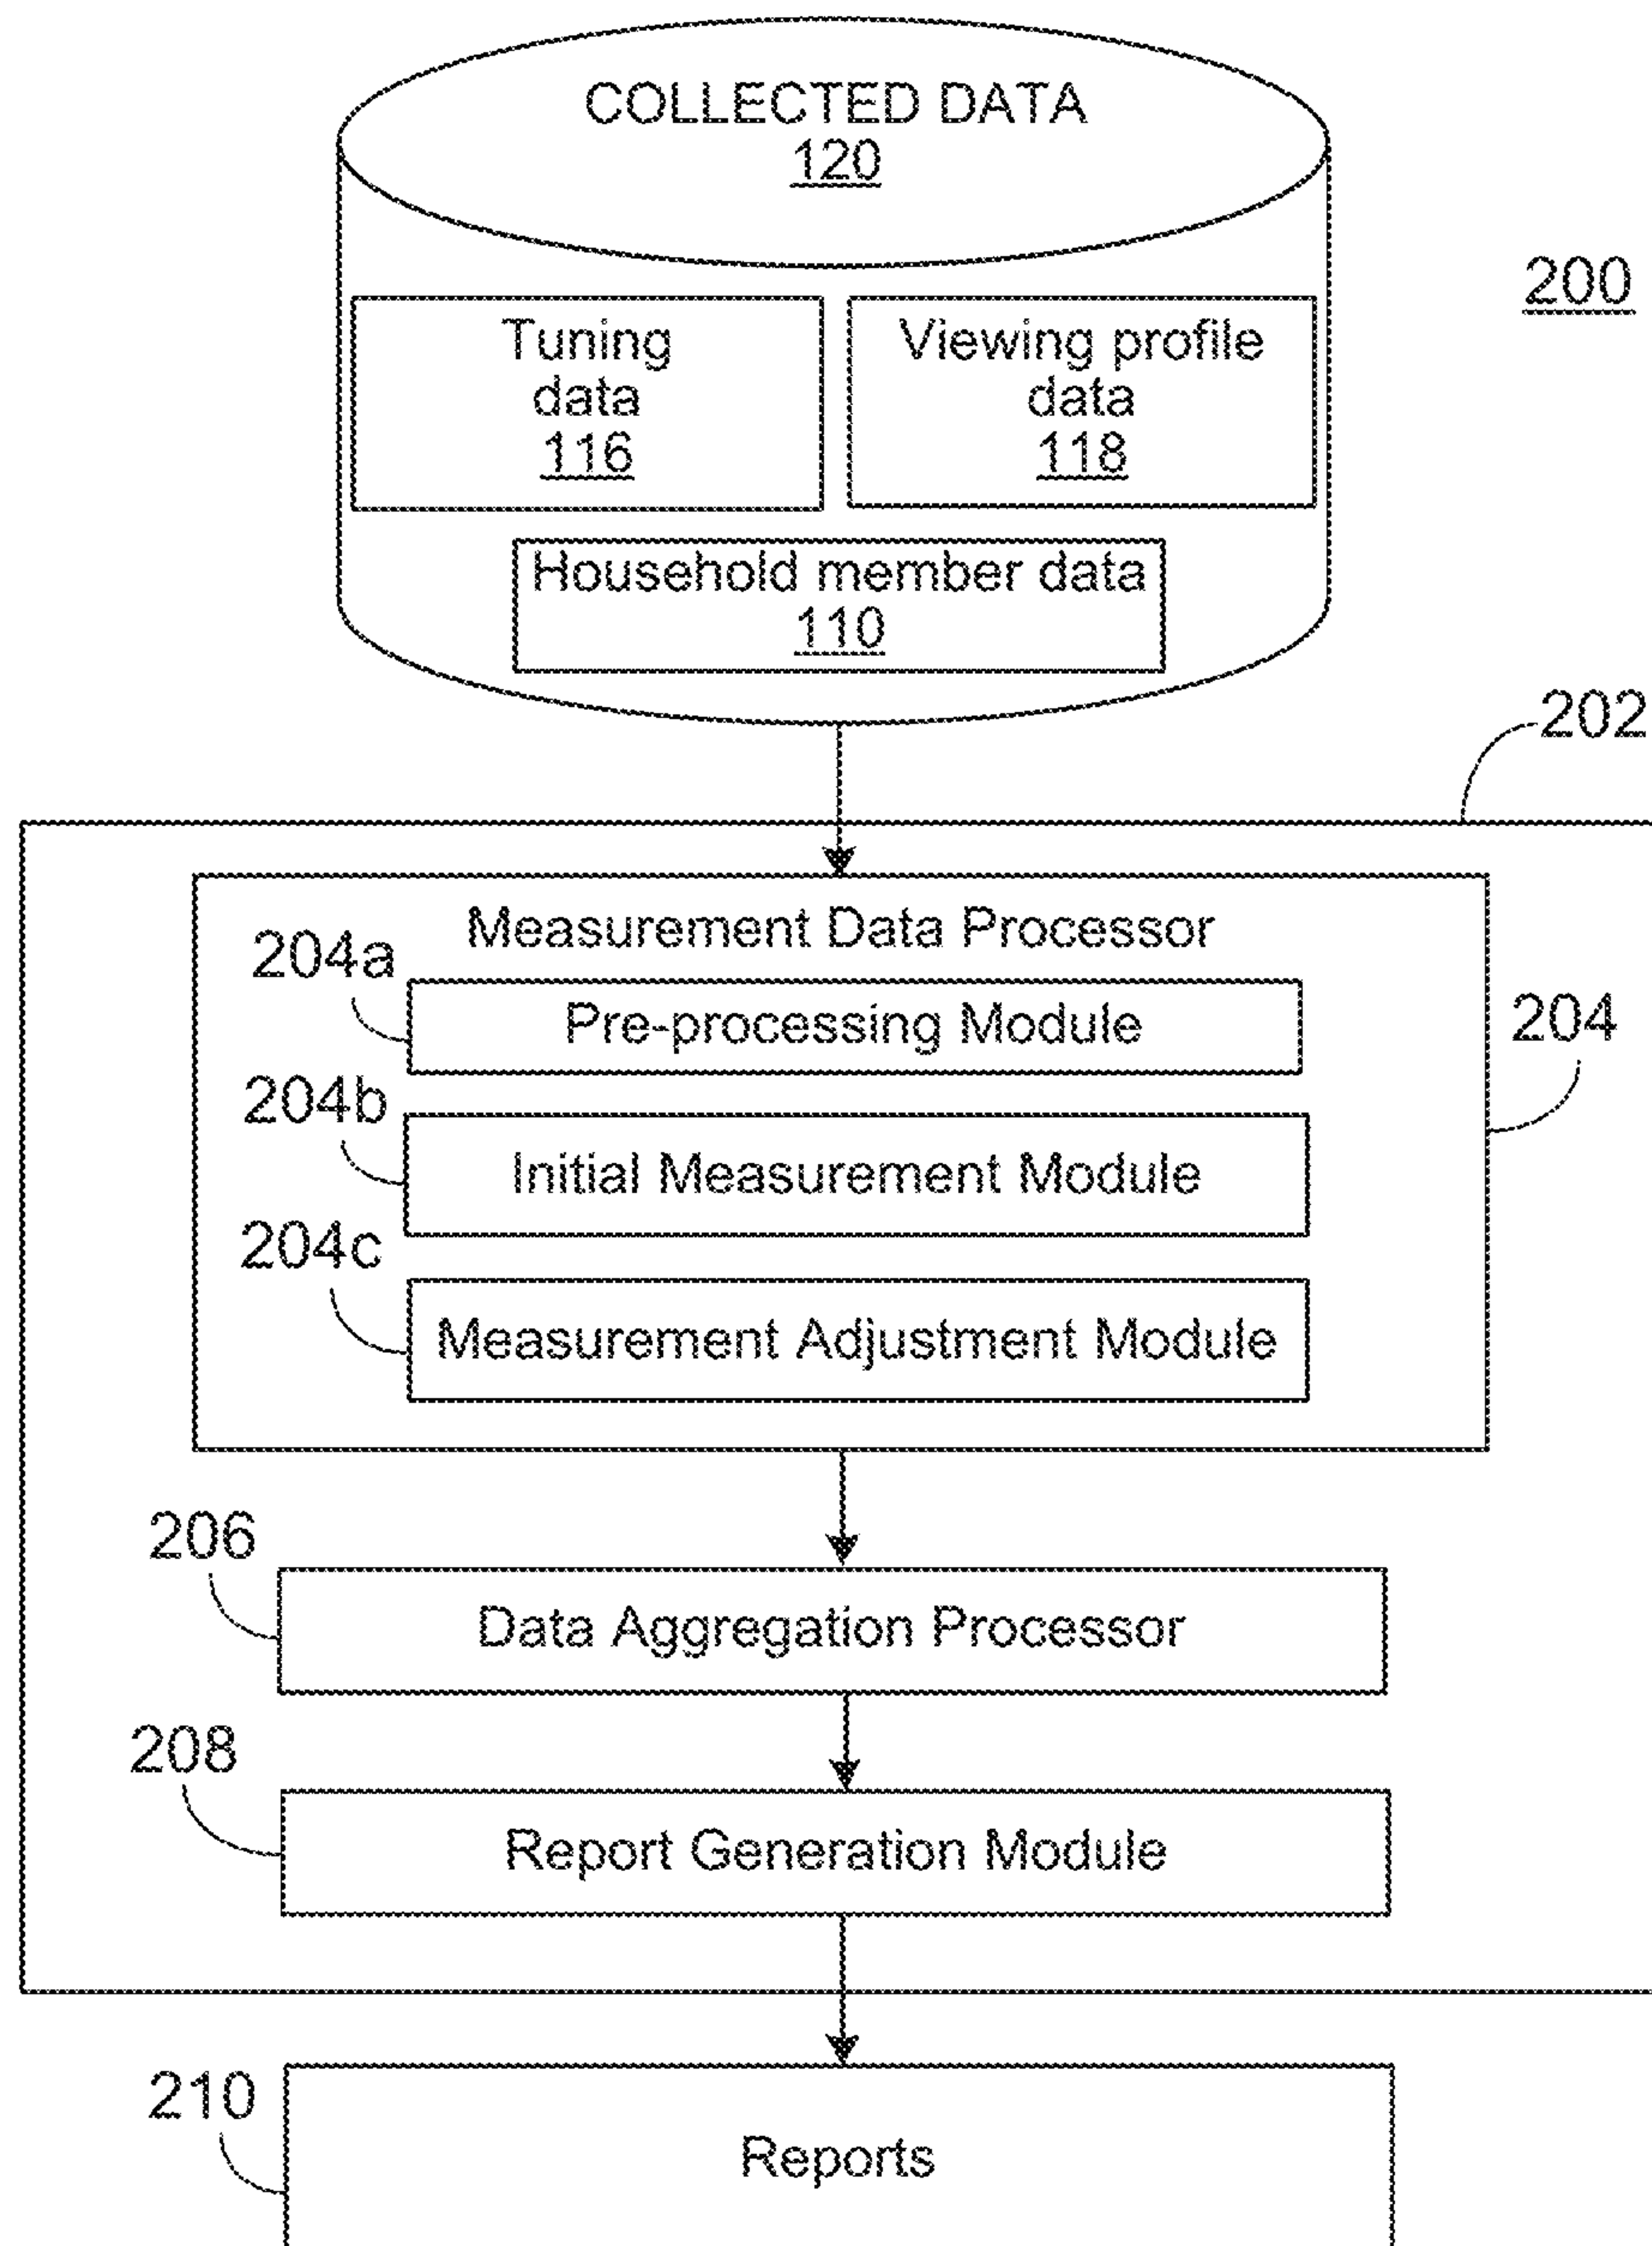 COLLECTED DATA
120
200
Tuning
data
116
Viewing profile
data
118
Household member data
110
202
Measurement Data Processor
204a
Pre-processing Module
204
204b
Initial Measurement Module
204c
Measurement Adjustment Module
206
Data Aggregation Processor
208
Report Generation Module
210
Reports